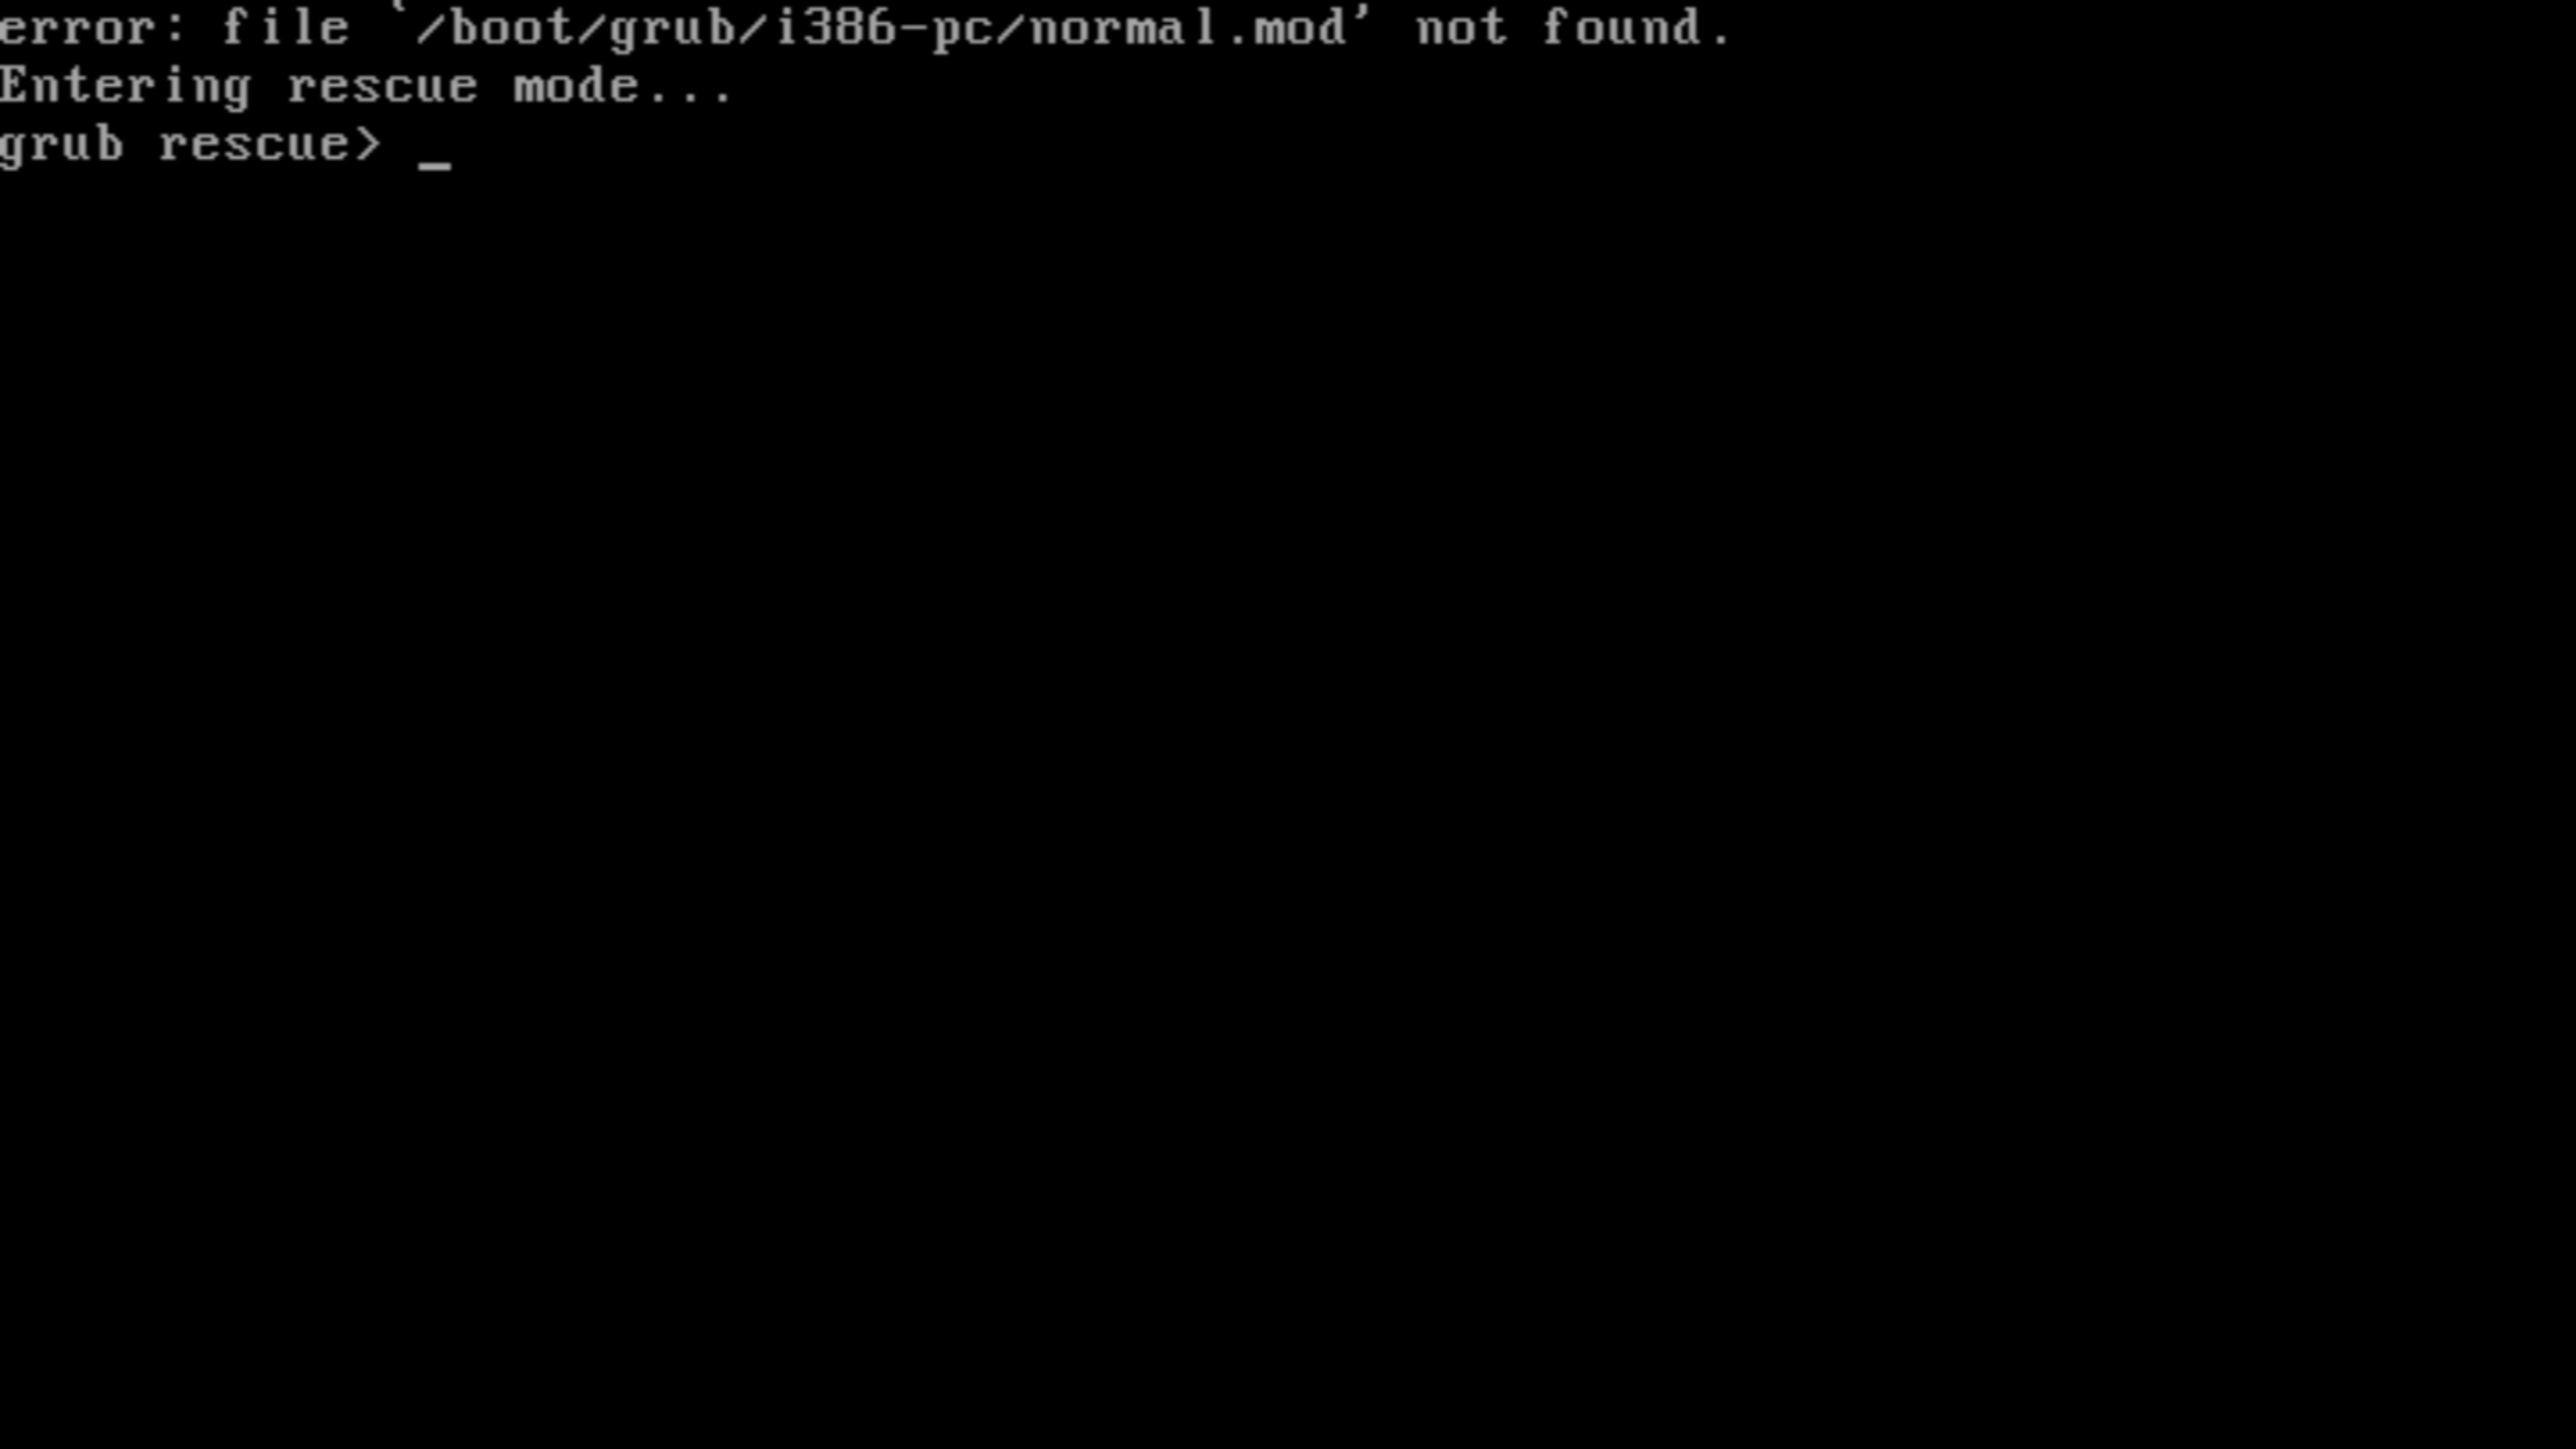 error: file `/boot/grub/i386-pc/normal.mod' not found.
Entering rescue mode...
grub rescue> _